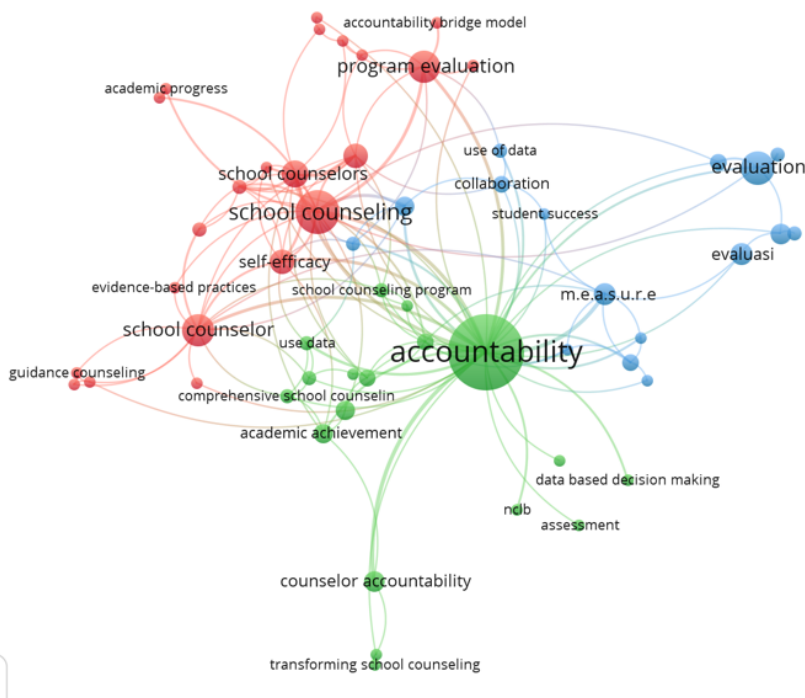 accountability bridge model
program evaluation
academic progress
use of data
evaluation
school counselors
collaboration
school counseling
student success
self-efficacy
evaluasi
evidence-based practices
school counseling program
m.e.a.s.u.r.e
school counselor
use data
accountability
guidance counseling
comprehensive school counselin
academic achievement
data based decision making
nclb
assessment
counselor accountability
transforming school counseling